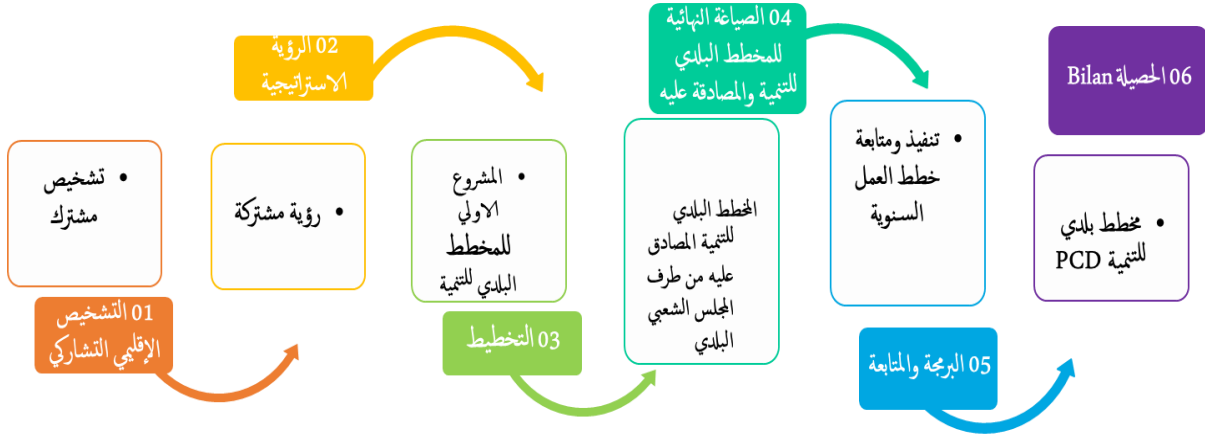 • تشخيص
مشترك
01 التشخيص
الإقليمي التشاركي
02 الرؤية
الاستراتيجية
• رؤية مشتركة
• المشروع
الاولي
للمخطط
البلدي للتنمية
03 التخطيط
04 الصياغة النهائية
للمخطط البلدي
للتنمية والمصادقة عليه
المخطط البلدي
للتنمية المصادق
عليه من طرف
المجلس الشعبي
البلدي
• تنفيذ ومتابعة
خطط العمل
السنوية
05 البرمجة والمتابعة
06 الحصيلة Bilan
• مخطط بلدي
للتنمية PCD